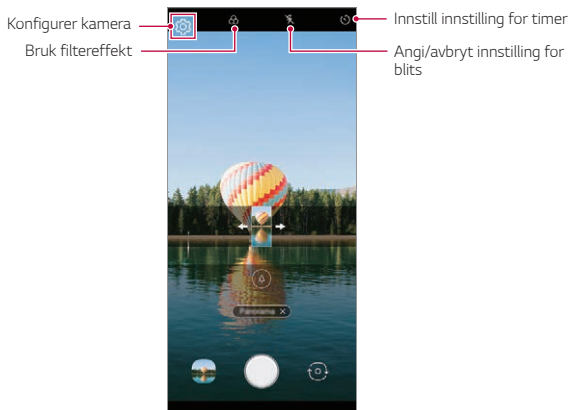 Konfigurer kamera
Bruk filtereffekt
Innstill innstilling for timer
Angi/avbryt innstilling for
blits
Panorama